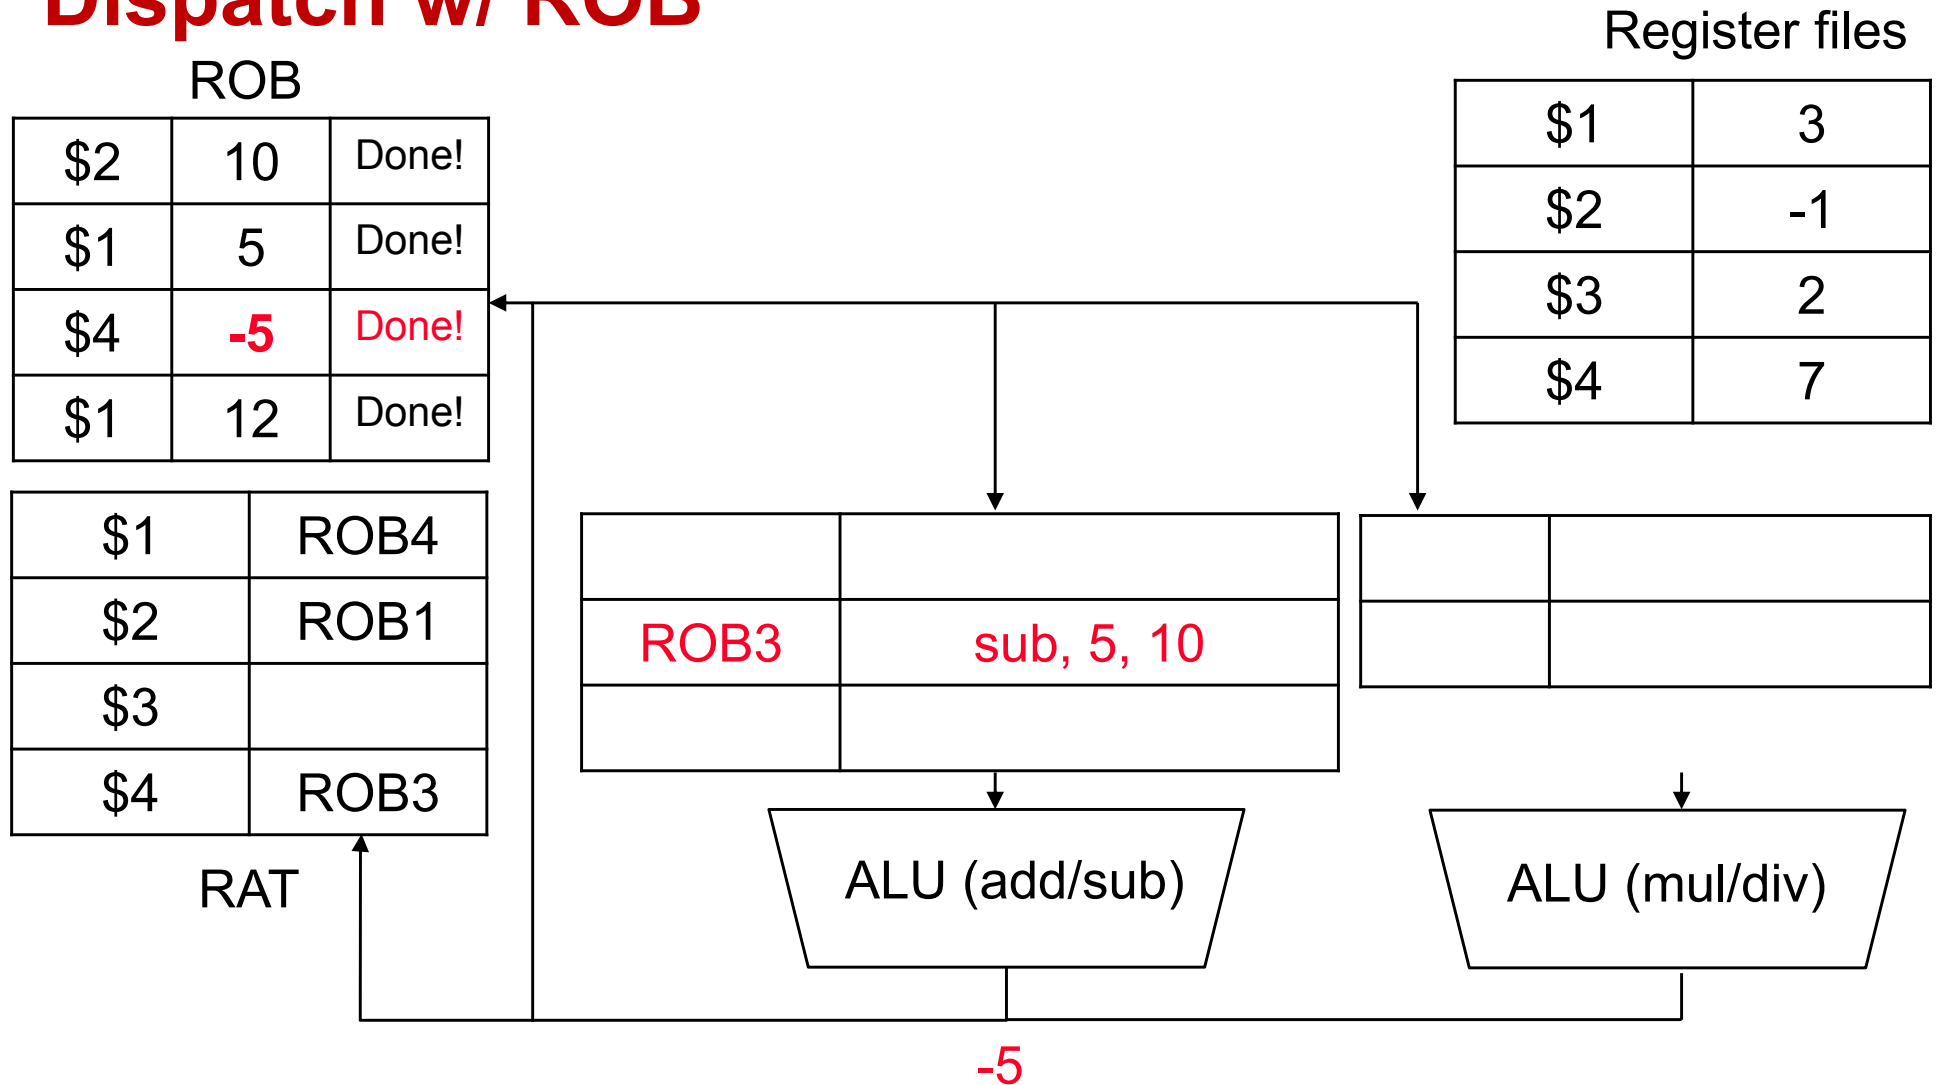 Dispatch w/ ROB
Register files
ROB
$2 10 Done!
$1 5 Done!
$4 -5 Done!
$1 12 Done!
$1 3
$2 -1
$3 2
$4 7
$1 ROB4
$2 ROB1
$3
$4 ROB3
RAT
ROB3 sub, 5, 10
ALU (add/sub)
ALU (mul/div)
-5